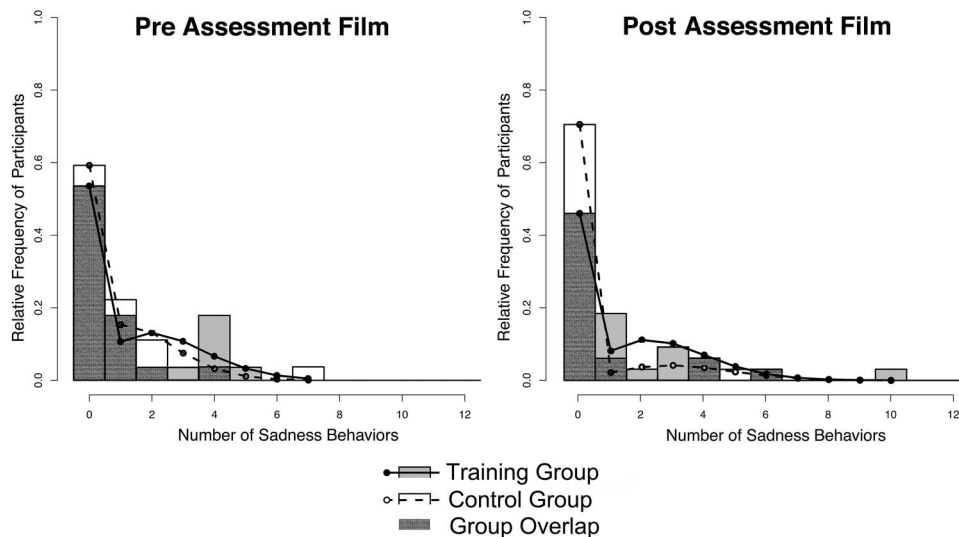 Pre Assessment Film
Relative Frequency of Participants
1.0
0.8
0.6
0.4
0.2
0.0
0 2 4 6 8 10 12
Number of Sadness Behaviors
Post Assessment Film
Relative Frequency of Participants
1.0
0.8
0.6
0.4
0.2
0.0
0 2 4 6 8 10 12
Number of Sadness Behaviors
Training Group
Control Group
Group Overlap